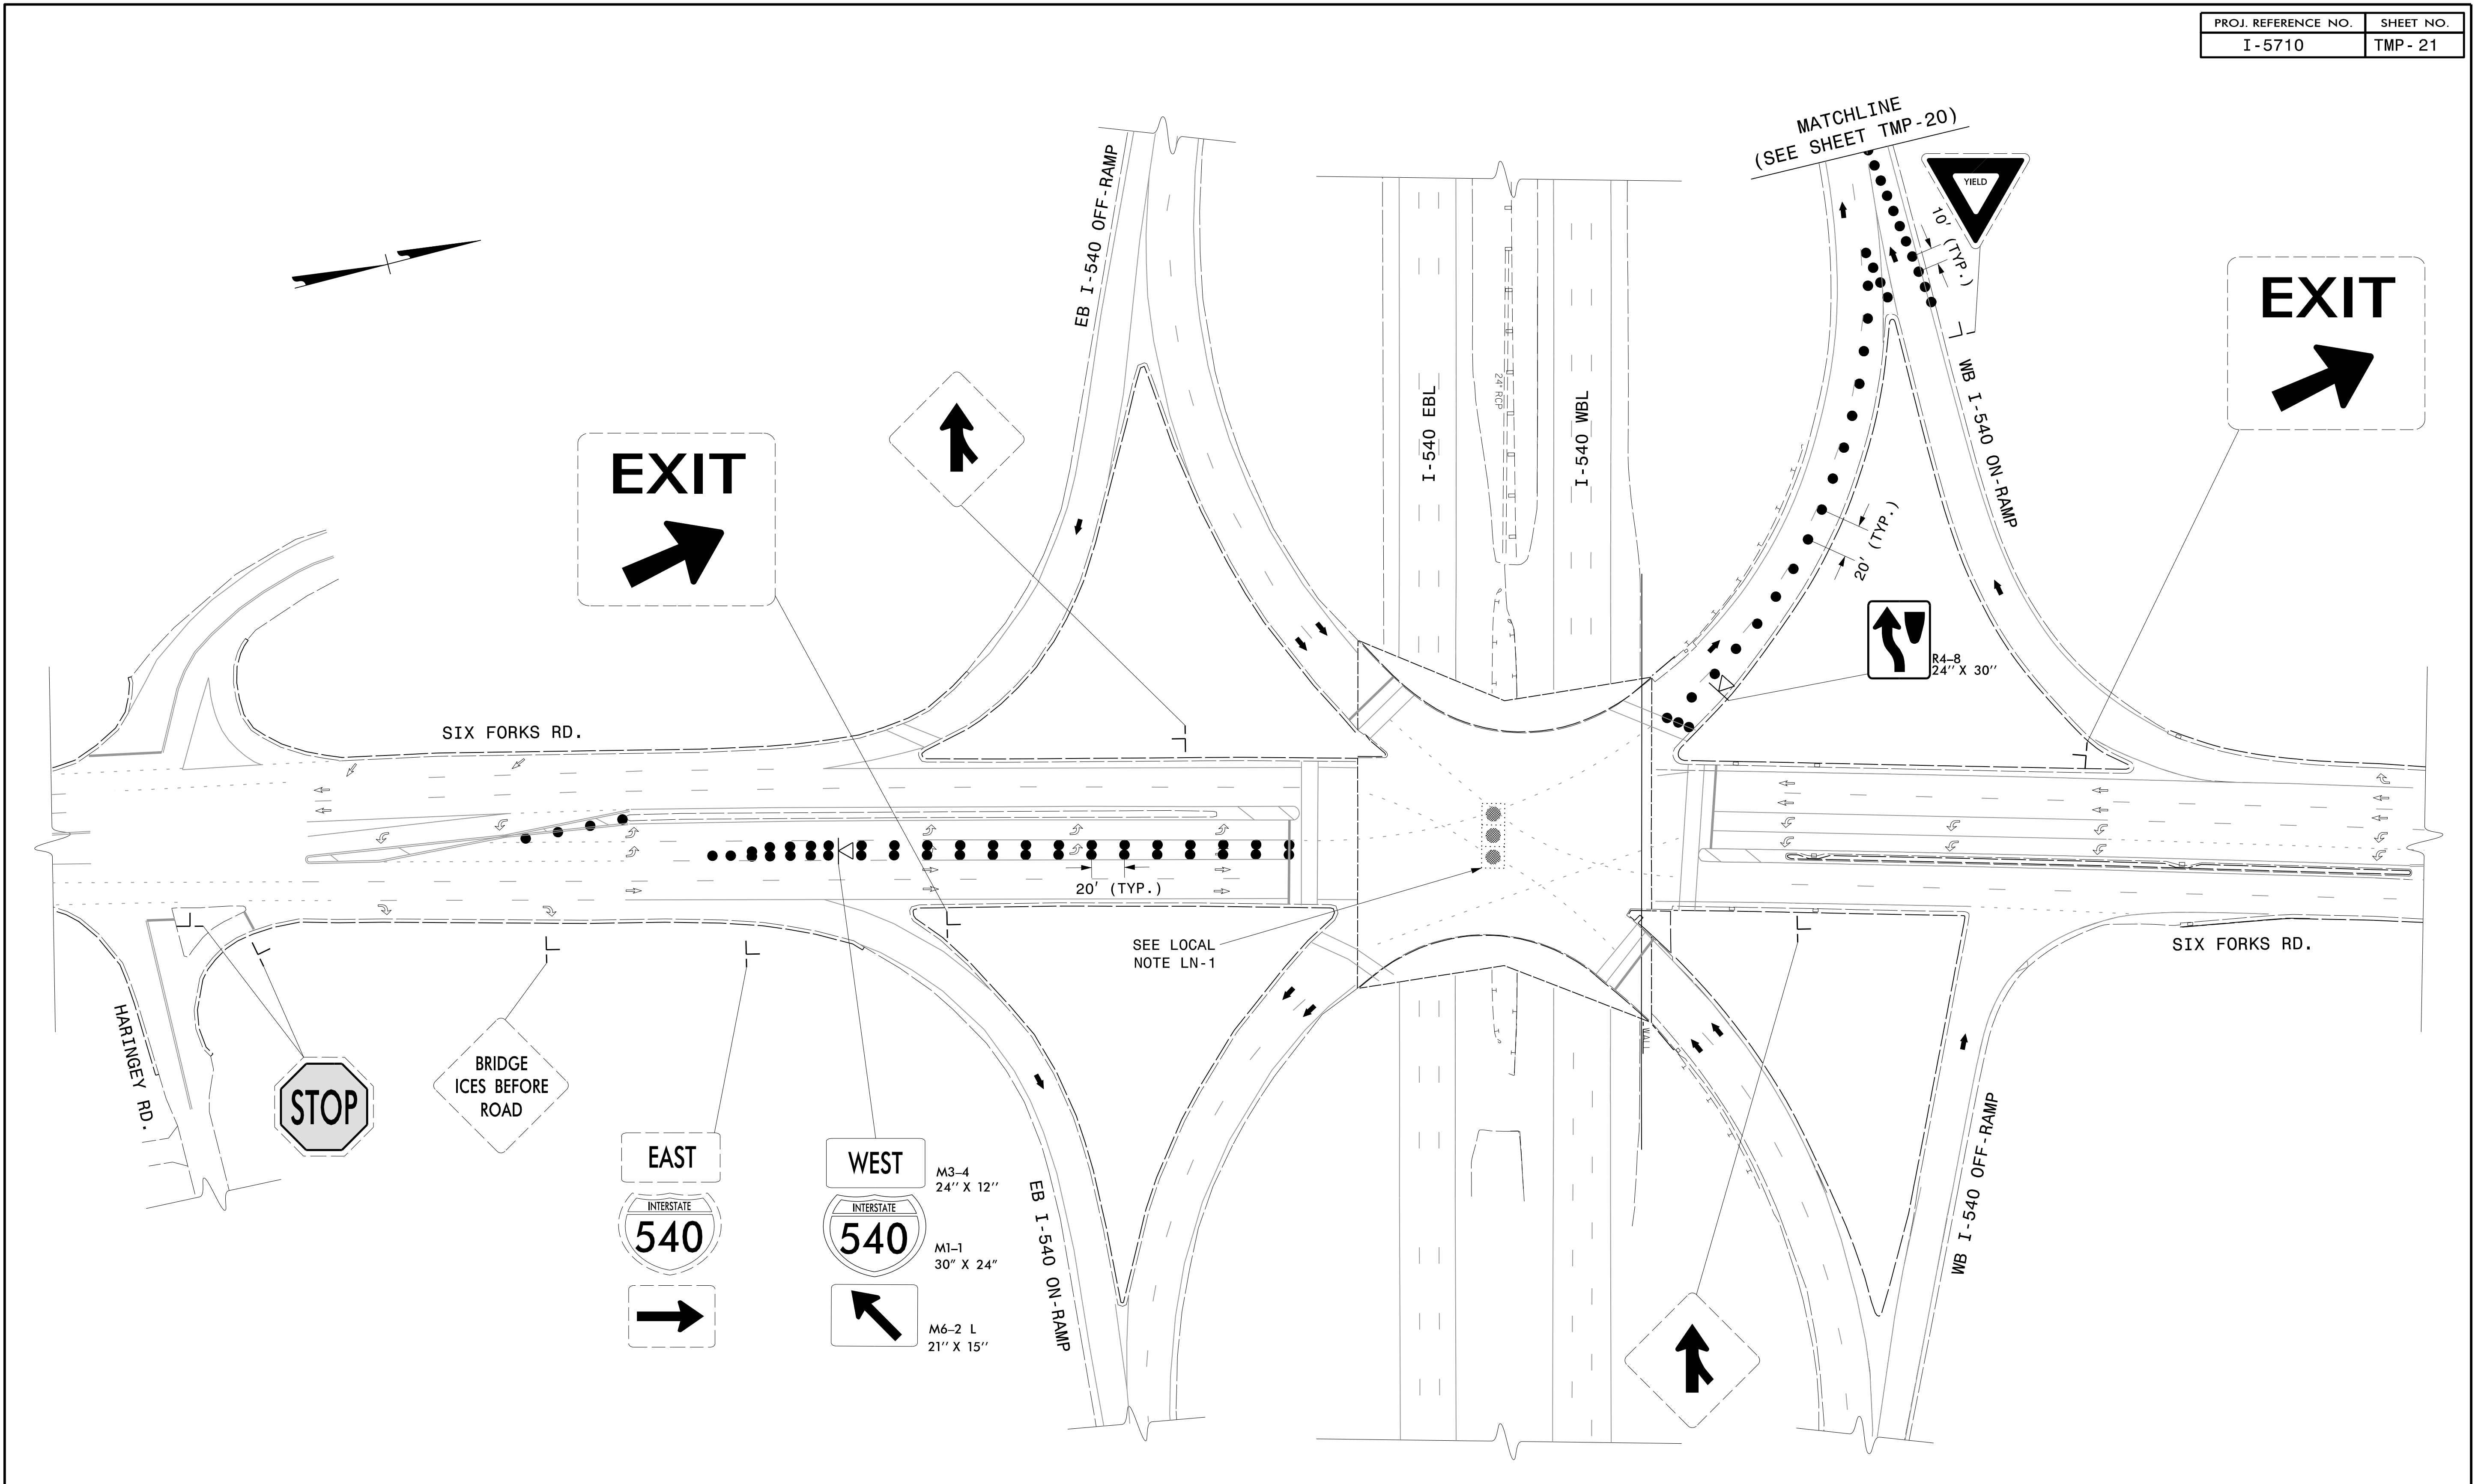 PROJ. REFERENCE NO. SHEET NO.
I-5710 TMP-21
MATCHLINE
(SEE SHEET TMP-20)
YIELD
10' (TYP.)
EB I-540 OFF-RAMP
EXIT
EXIT
I-540 EBL
24" RCP
I-540 WBL
WB I-540 ON-RAMP
20' (TYP.)
R4-8
24'' X 30''
SIX FORKS RD.
20' (TYP.)
SEE LOCAL
NOTE LN-1
SIX FORKS RD.
HARINGEY RD.
STOP
BRIDGE
ICES BEFORE
ROAD
WALL
EAST
INTERSTATE
540
WEST
M3-4
24'' X 12''
INTERSTATE
540
M1-1
30" X 24"
M6-2 L
21'' X 15''
EB I-540 ON-RAMP
WB I-540 OFF-RAMP